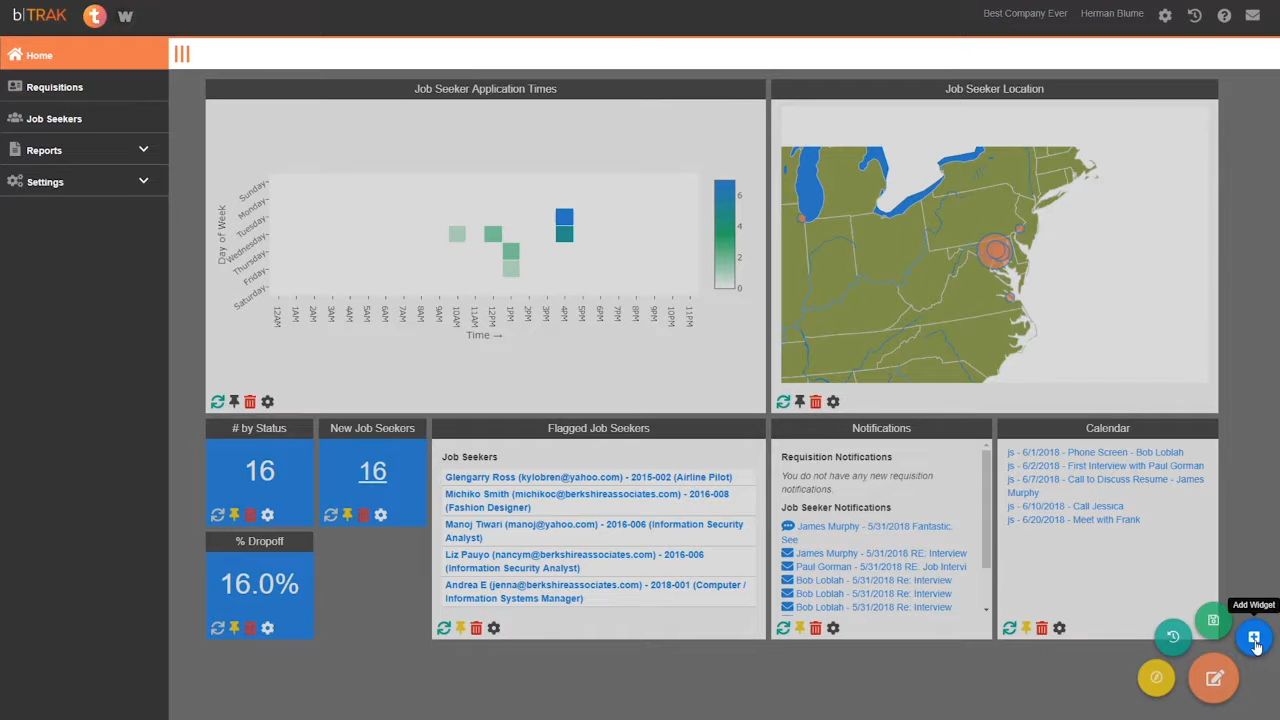 b|TRAK
t
w
Best Company Ever
Herman Blume
Home
Requisitions
Job Seekers
Reports
Settings
Job Seeker Application Times
Day of Week
Sunday
Monday
Tuesday
Wednesday
Thursday
Friday
Saturday
12AM 1AM 2AM 3AM 4AM 5AM 6AM 7AM 8AM 9AM 10AM 11AM 12PM 1PM 2PM 3PM 4PM 5PM 6PM 7PM 8PM 9PM 10PM 11PM
Time →
6
4
2
0
Job Seeker Location
# by Status
16
New Job Seekers
16
% Dropoff
16.0%
Flagged Job Seekers
Job Seekers
Glengarry Ross (kylobren@yahoo.com) - 2015-002 (Airline Pilot)
Michiko Smith (michikoc@berkshireassociates.com) - 2016-008
(Fashion Designer)
Manoj Tiwari (manoj@yahoo.com) - 2016-006 (Information Security
Analyst)
Liz Pauyo (nancym@berkshireassociates.com) - 2016-006
(Information Security Analyst)
Andrea E (jenna@berkshireassociates.com) - 2018-001 (Computer /
Information Systems Manager)
Notifications
Requisition Notifications
You do not have any new requisition
notifications.
Job Seeker Notifications
James Murphy - 5/31/2018 Fantastic.
See
James Murphy - 5/31/2018 RE: Interview
Paul Gorman - 5/31/2018 RE: Job Intervi
Bob Loblah - 5/31/2018 Re: Interview
Bob Loblah - 5/31/2018 Re: Interview
Bob Loblah - 5/31/2018 Re: Interview
Calendar
js - 6/1/2018 - Phone Screen - Bob Loblah
js - 6/2/2018 - First Interview with Paul Gorman
js - 6/7/2018 - Call to Discuss Resume - James
Murphy
js - 6/10/2018 - Call Jessica
js - 6/20/2018 - Meet with Frank
Add Widget